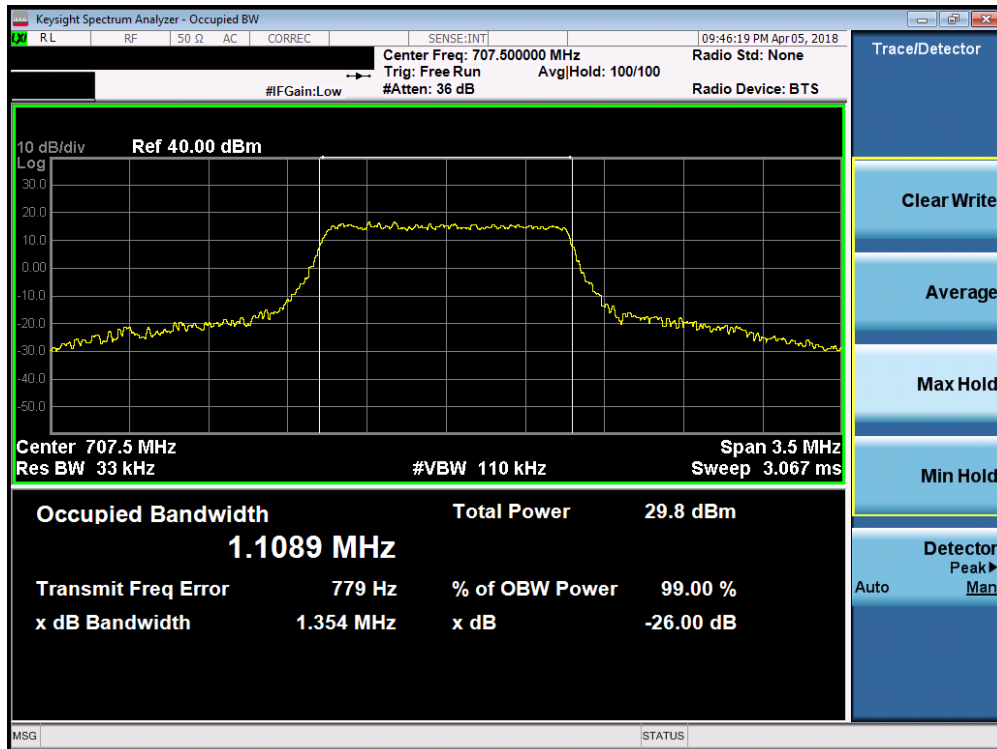 Keysight Spectrum Analyzer - Occupied BW
LXI RL RF 50 Ω AC CORREC SENSE:INT 09:46:19 PM Apr 05, 2018
Center Freq: 707.500000 MHz Radio Std: None
Trig: Free Run Avg|Hold: 100/100
#IFGain:Low #Atten: 36 dB Radio Device: BTS
Trace/Detector
10 dB/div Ref 40.00 dBm
Log
30.0
20.0
10.0
0.00
-10.0
-20.0
-30.0
-40.0
-50.0
Center 707.5 MHz Span 3.5 MHz
Res BW 33 kHz #VBW 110 kHz Sweep 3.067 ms
Occupied Bandwidth Total Power 29.8 dBm
1.1089 MHz
Transmit Freq Error 779 Hz % of OBW Power 99.00 %
x dB Bandwidth 1.354 MHz x dB -26.00 dB
Clear Write
Average
Max Hold
Min Hold
Detector
Peak▶
Auto Man
MSG STATUS